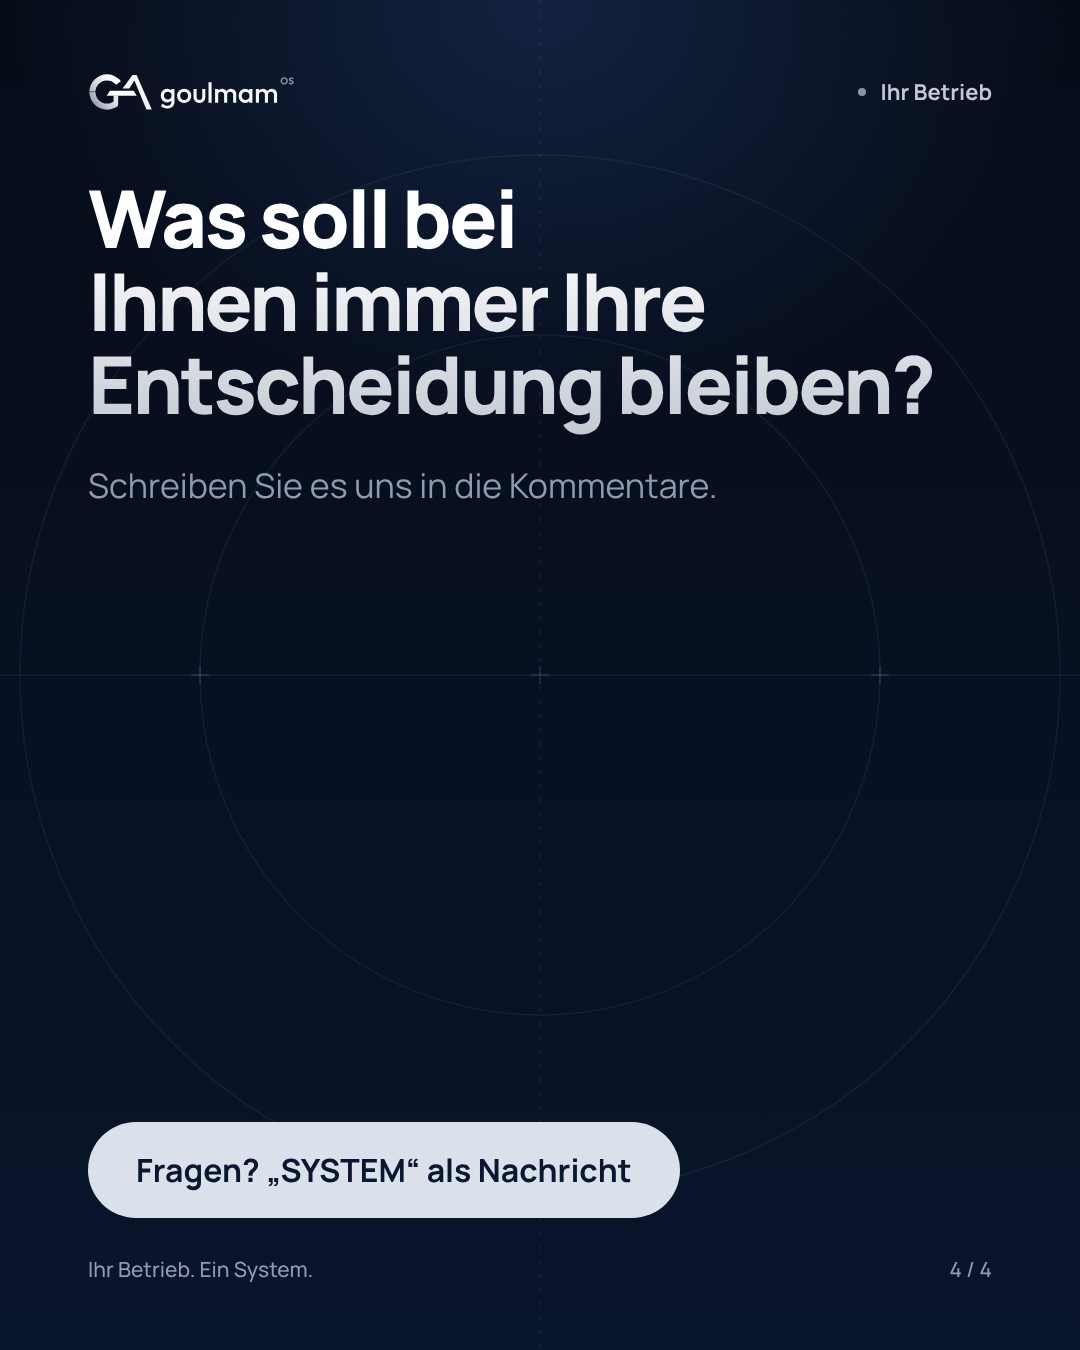 GA goulmam OS
Ihr Betrieb
Was soll bei
Ihnen immer Ihre
Entscheidung bleiben?
Schreiben Sie es uns in die Kommentare.
Fragen? „SYSTEM“ als Nachricht
Ihr Betrieb. Ein System.
4 / 4